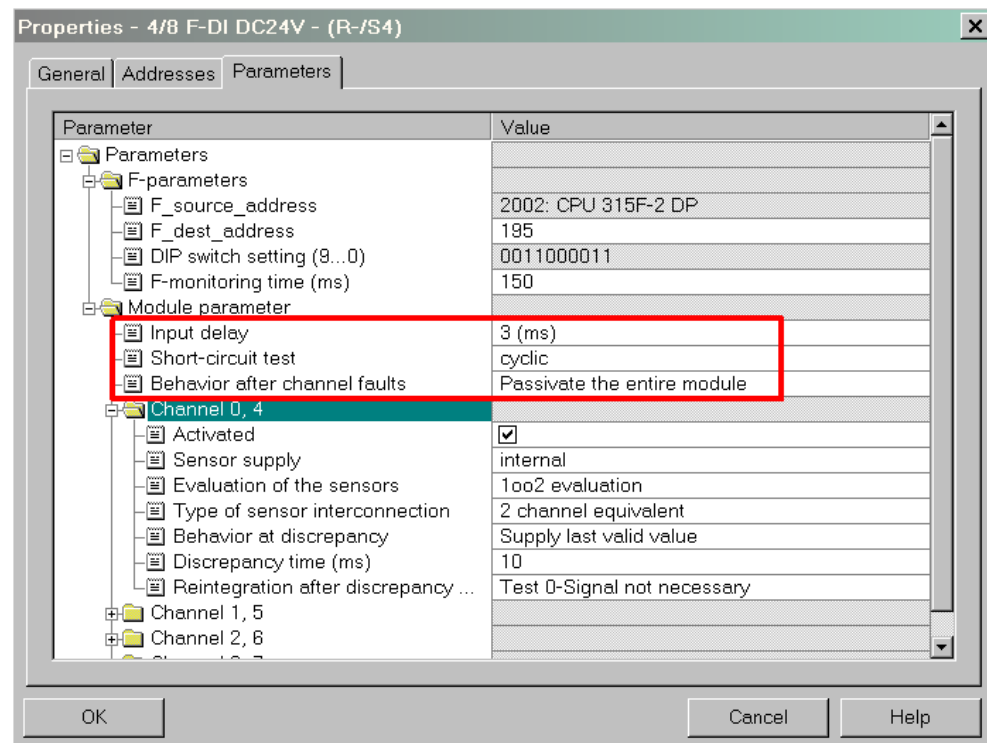 Properties - 4/8 F-DI DC24V - (R-/S4)
General Addresses Parameters
Parameter Value
Parameters
F-parameters
F_source_address 2002: CPU 315F-2 DP
F_dest_address 195
DIP switch setting (9...0) 0011000011
F-monitoring time (ms) 150
Module parameter
Input delay 3 (ms)
Short-circuit test cyclic
Behavior after channel faults Passivate the entire module
Channel 0, 4
Activated
Sensor supply internal
Evaluation of the sensors 1oo2 evaluation
Type of sensor interconnection 2 channel equivalent
Behavior at discrepancy Supply last valid value
Discrepancy time (ms) 10
Reintegration after discrepancy ... Test 0-Signal not necessary
Channel 1, 5
Channel 2, 6
OK Cancel Help